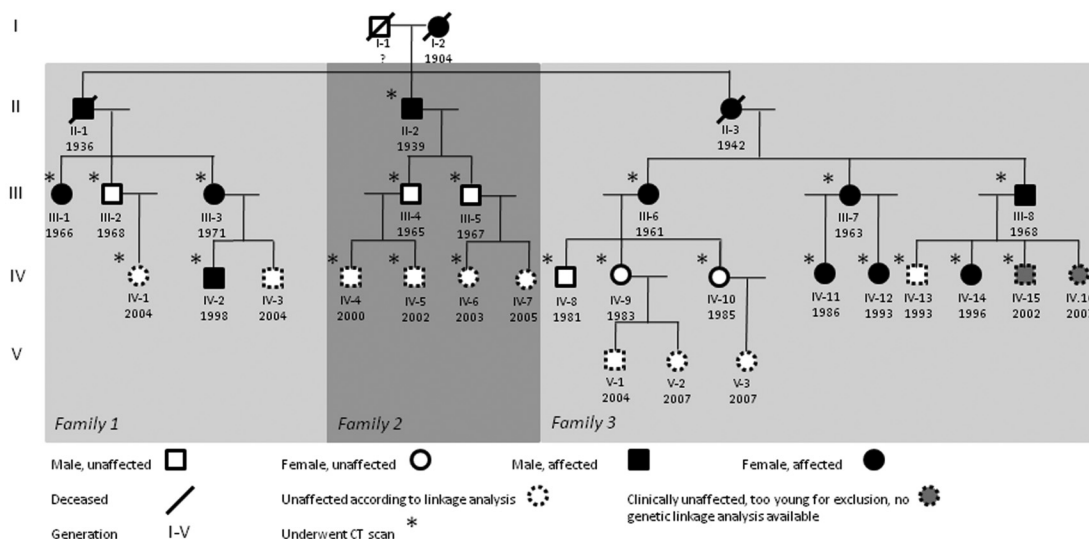 I
I-1
I-2
?
1904
II
*
II-1
II-2
II-3
1936
1939
1942
III
* * * * * * * *
III-1
III-2
III-3
III-4
III-5
III-6
III-7
III-8
1966
1968
1971
1965
1967
1961
1963
1968
IV
* * * * * * * * * * * * *
IV-1
IV-2
IV-3
IV-4
IV-5
IV-6
IV-7
IV-8
IV-9
IV-10
IV-11
IV-12
IV-13
IV-14
IV-15
2004
1998
2004
2000
2002
2003
2005
1981
1983
1985
1986
1993
1993
1996
2002
V
V-1
V-2
V-3
2004
2007
2007
Family 1
Family 2
Family 3
Male, unaffected
Female, unaffected
Male, affected
Female, affected
Deceased
Unaffected according to linkage analysis
Clinically unaffected, too young for exclusion, no
genetic linkage analysis available
Generation I-V
Underwent CT scan *